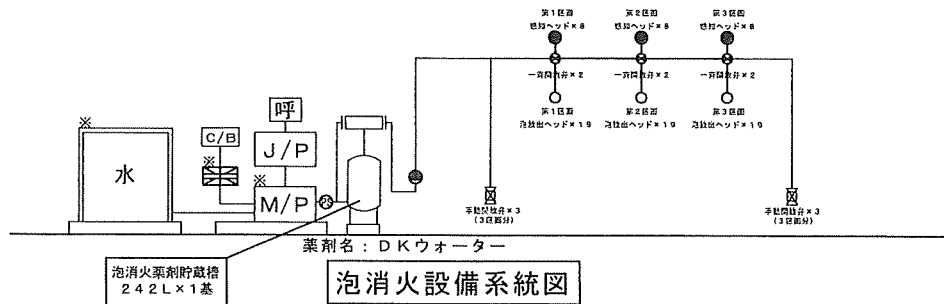 第1区画
感知ヘッド×8
第2区画
感知ヘッド×8
第3区画
感知ヘッド×8
一斉開放弁×2
一斉開放弁×2
一斉開放弁×2
第1区画
泡放出ヘッド×19
第2区画
泡放出ヘッド×19
第3区画
泡放出ヘッド×19
※
水
C/B
※
呼
J/P
※
M/P
手動開放弁×3
(3区画分)
手動開放弁×3
(3区画分)
薬剤名:DKウォーター
泡消火薬剤貯蔵槽
242L×1基
泡消火設備系統図